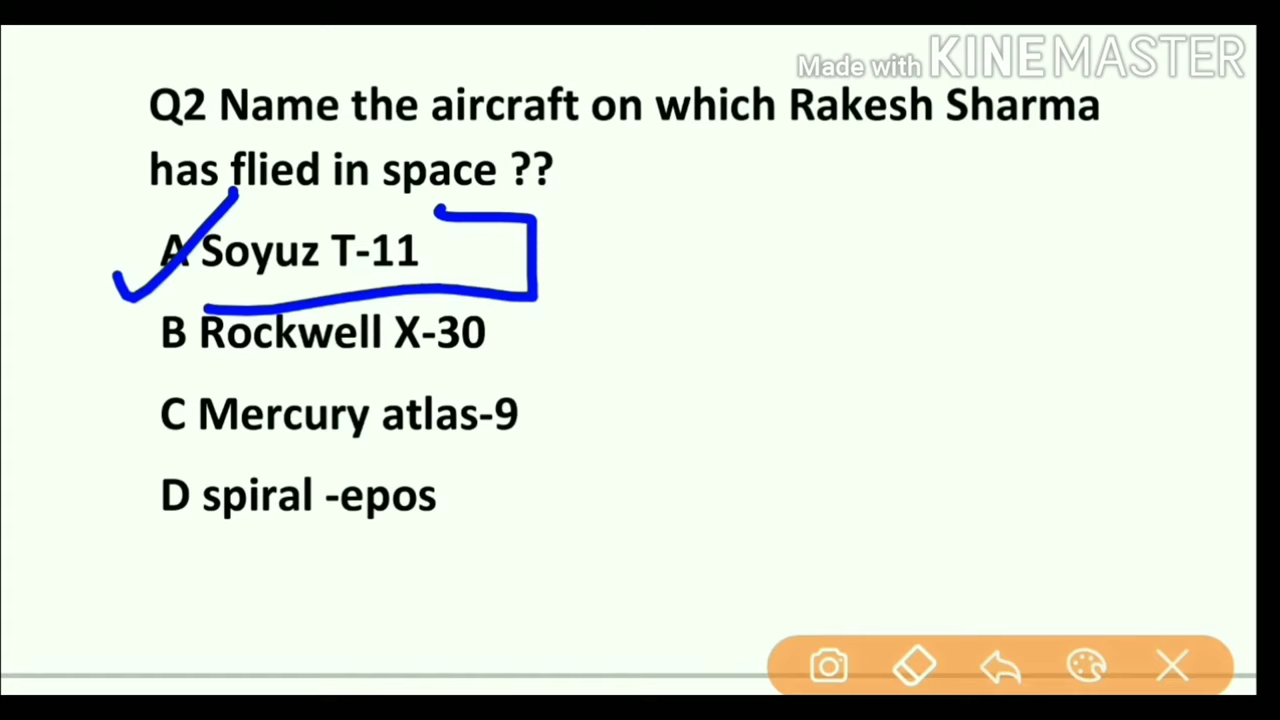 Made with KINEMASTER
Q2 Name the aircraft on which Rakesh Sharma
has flied in space ??
A Soyuz T-11
B Rockwell X-30
C Mercury atlas-9
D spiral -epos